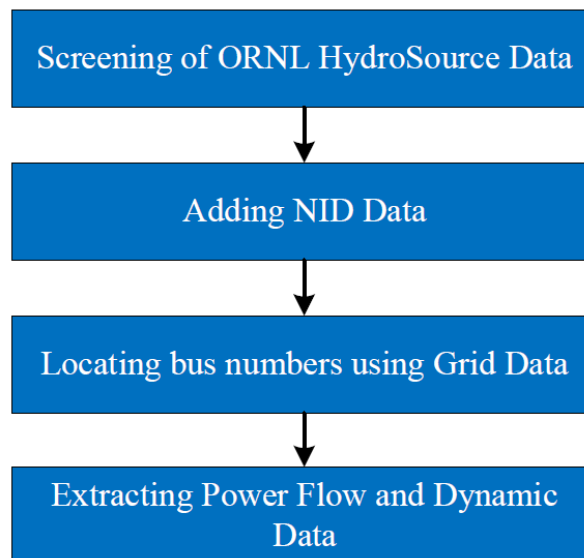 Screening of ORNL HydroSource Data
Adding NID Data
Locating bus numbers using Grid Data
Extracting Power Flow and Dynamic
Data